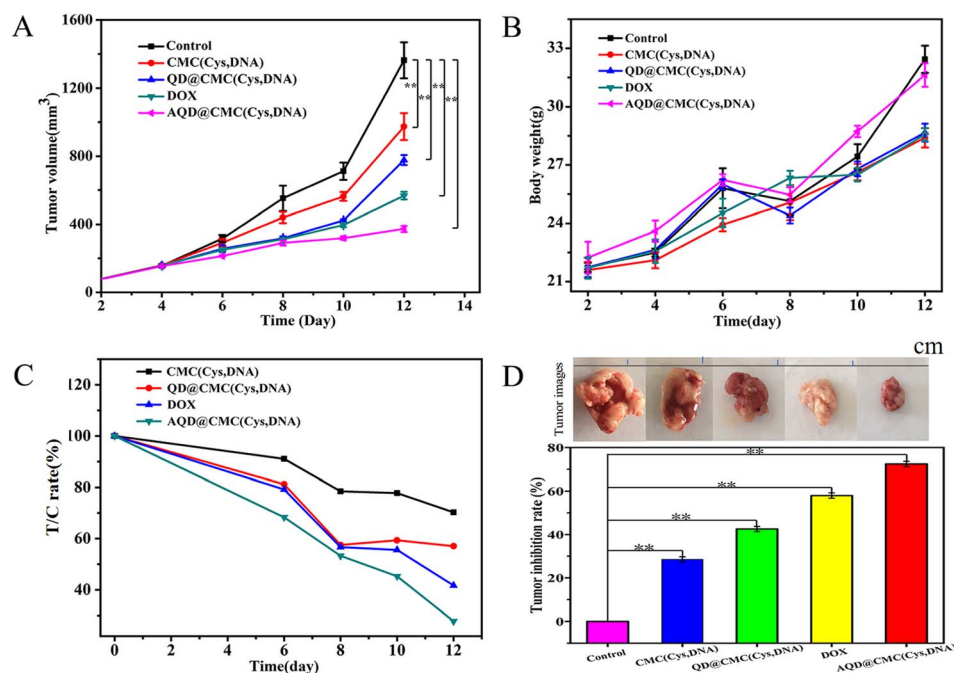 A
1600
1200
800
400
0
Tumor volume(mm3
2
4
6
8
10
12
14
Time (Day)
Control
CMC(Cys,DNA)
QD@CMC(Cys,DNA)
DOX
AQD@CMC(Cys,DNA)
**
**
**
**
B
33
30
27
24
21
Body weight(g)
2
4
6
8
10
12
Time(day)
Control
CMC(Cys,DNA)
QD@CMC(Cys,DNA)
DOX
AQD@CMC(Cys,DNA)
C
120
100
80
60
40
T/C rate(%)
0
2
4
6
8
10
12
Time(day)
CMC(Cys,DNA)
QD@CMC(Cys,DNA)
DOX
AQD@CMC(Cys,DNA)
D
cm
Tumor images
Tumor inhibition rate (%)
80
60
40
20
0
**
**
**
**
Control
CMC(Cys,DNA)
QD@CMC(Cys,DNA)
DOX
AQD@CMC(Cys,DNA)